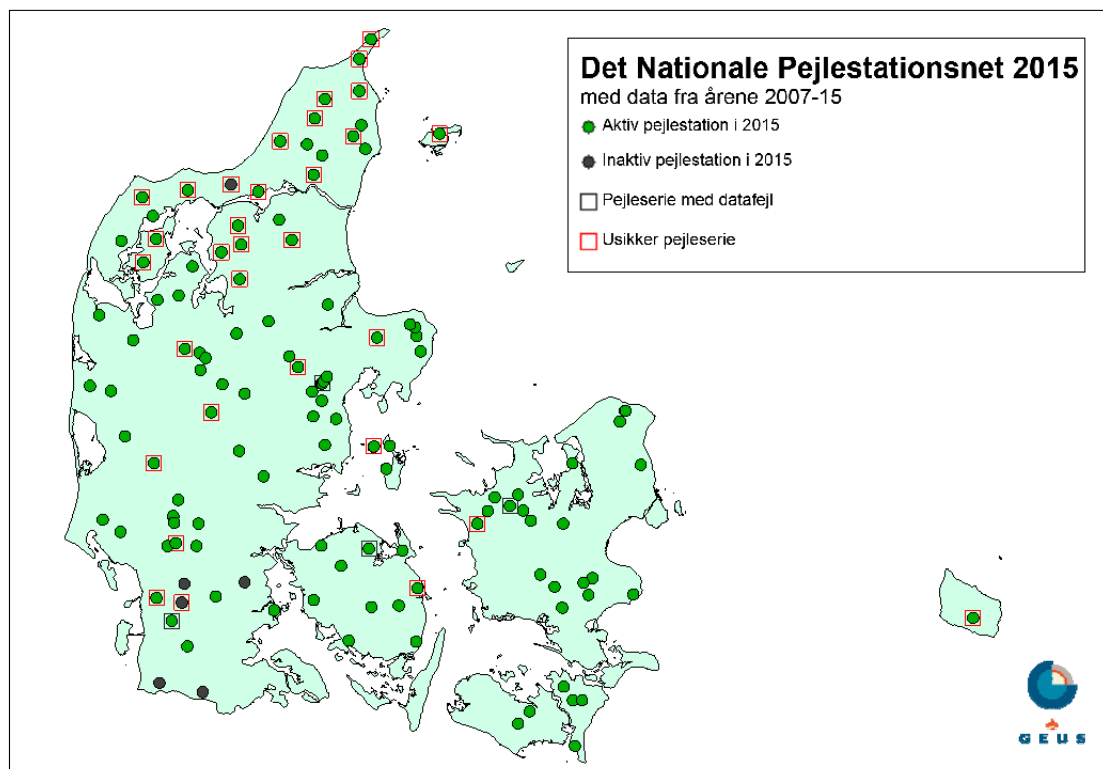 Det Nationale Pejlestationsnet 2015
med data fra årene 2007-15
Aktiv pejlestation i 2015
Inaktiv pejlestation i 2015
Pejleserie med datafejl
Usikker pejleserie
GEUS